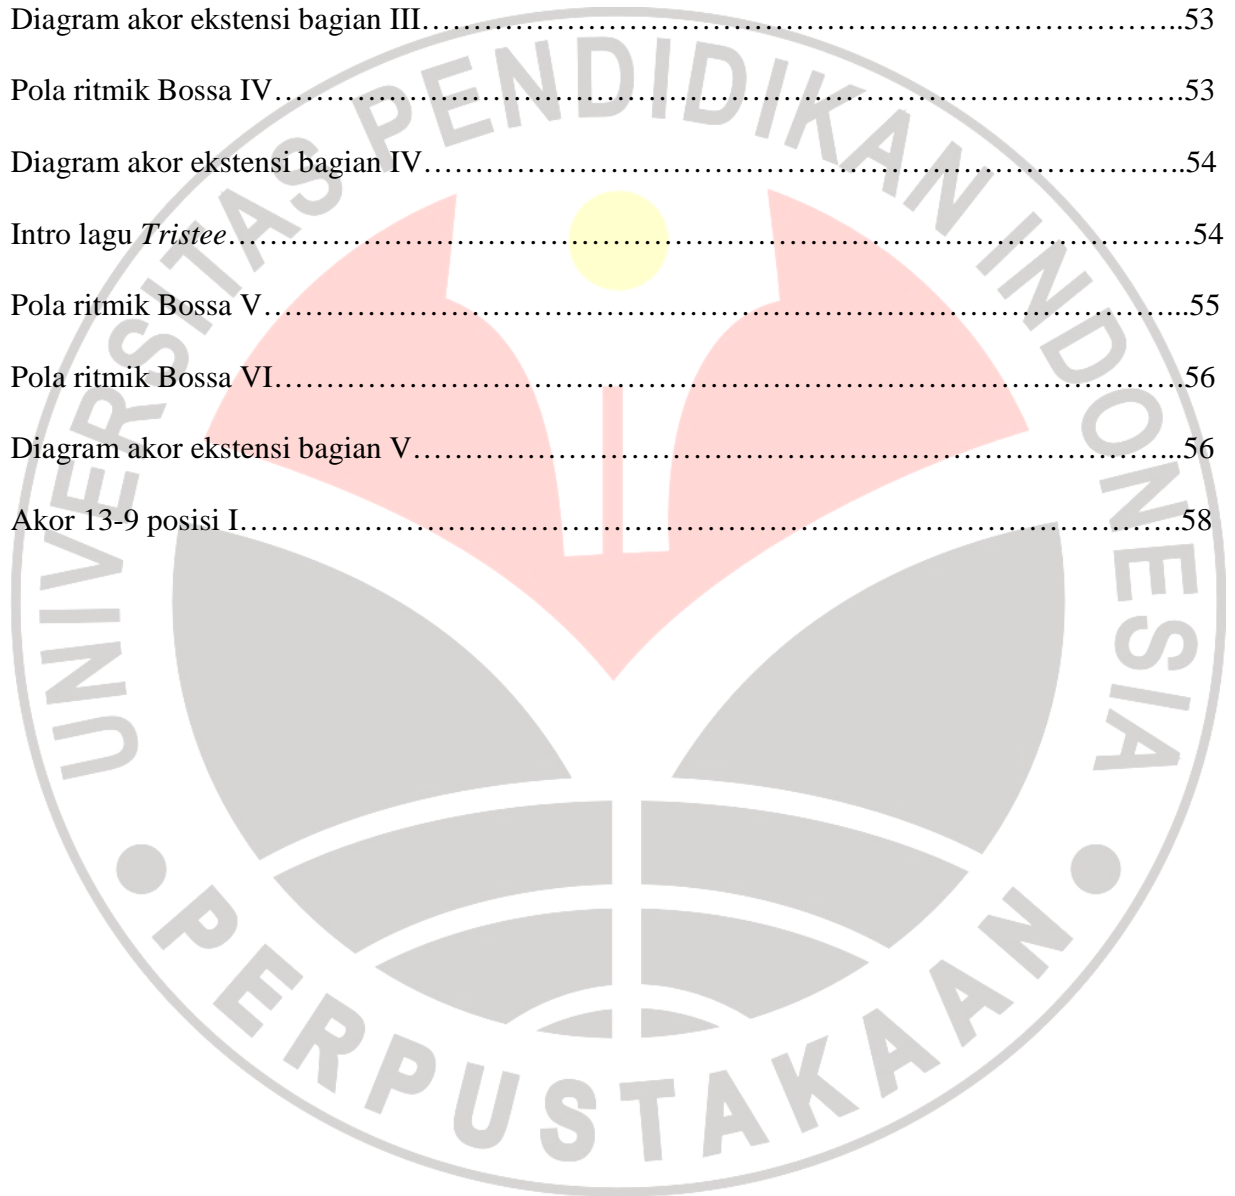 Diagram akor ekstensi bagian III…………………………………………………………………..53
Pola ritmik Bossa IV……………………………………………………………………………….53
Diagram akor ekstensi bagian IV…………………………………………………………………..54
Intro lagu Tristee……………………………………………………………………………………54
Pola ritmik Bossa V………………………………………………………………………………...55
Pola ritmik Bossa VI……………………………………………………………………………….56
Diagram akor ekstensi bagian V…………………………………………………………………...56
Akor 13-9 posisi I………………………………………………………………………………….58
UNIVERSITAS PENDIDIKAN INDONESIA
PERPUSTAKAAN